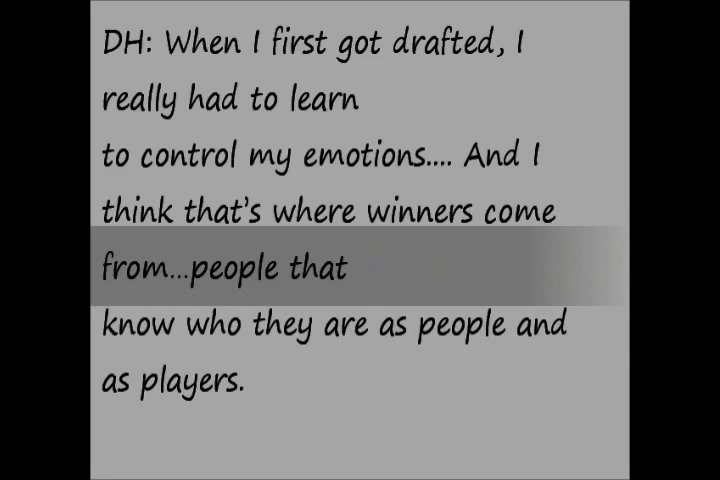 DH: When I first got drafted, I
really had to learn
to control my emotions.... And I
think that's where winners come
from...people that
know who they are as people and
as players.